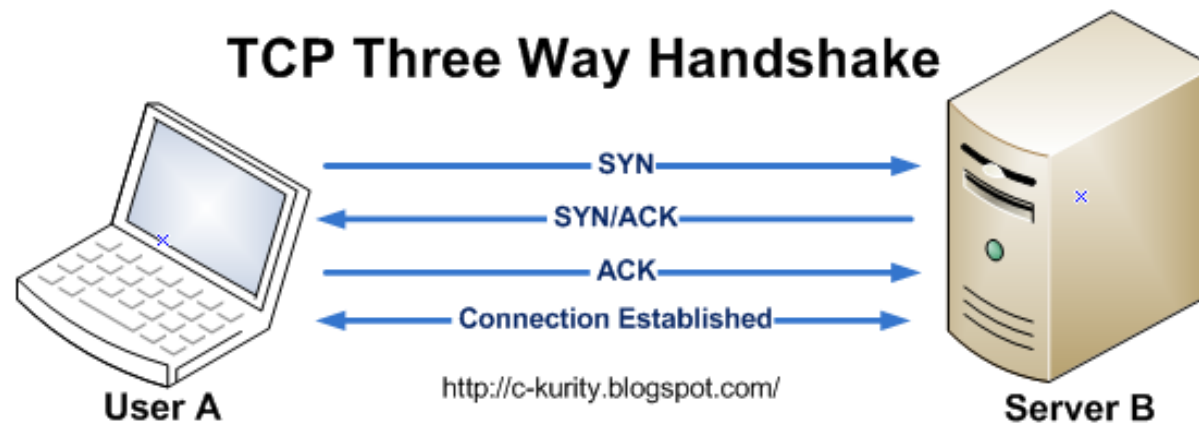 TCP Three Way Handshake
SYN
SYN/ACK
ACK
Connection Established
http://c-kurity.blogspot.com/
User A
Server B